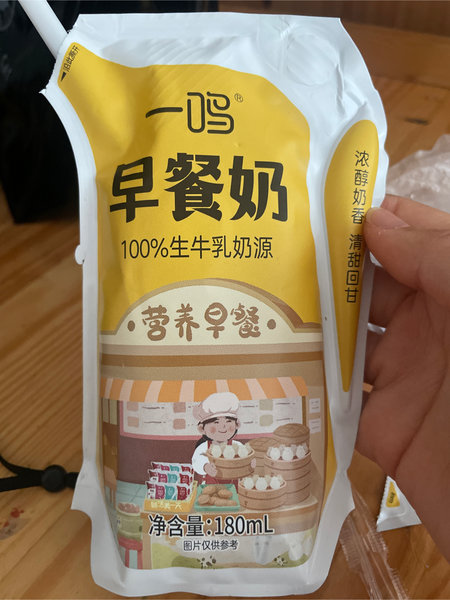 一鸣®
早餐奶
100%生牛乳奶源
浓醇奶香 清甜回甘
营养早餐
净含量:180mL
图片仅供参考